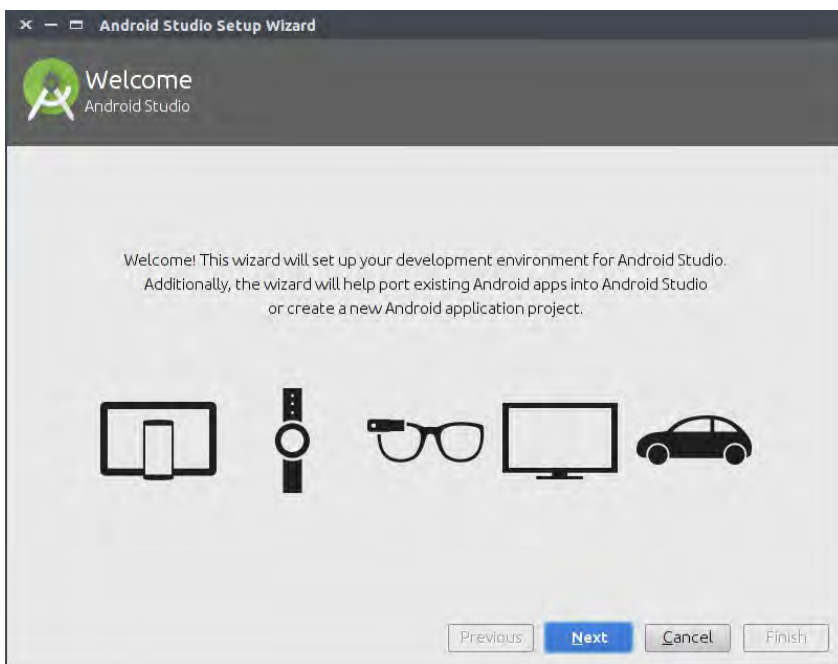 Android Studio Setup Wizard
Welcome
Android Studio
Welcome! This wizard will set up your development environment for Android Studio.
Additionally, the wizard will help port existing Android apps into Android Studio
or create a new Android application project.
Previous Next Cancel Finish